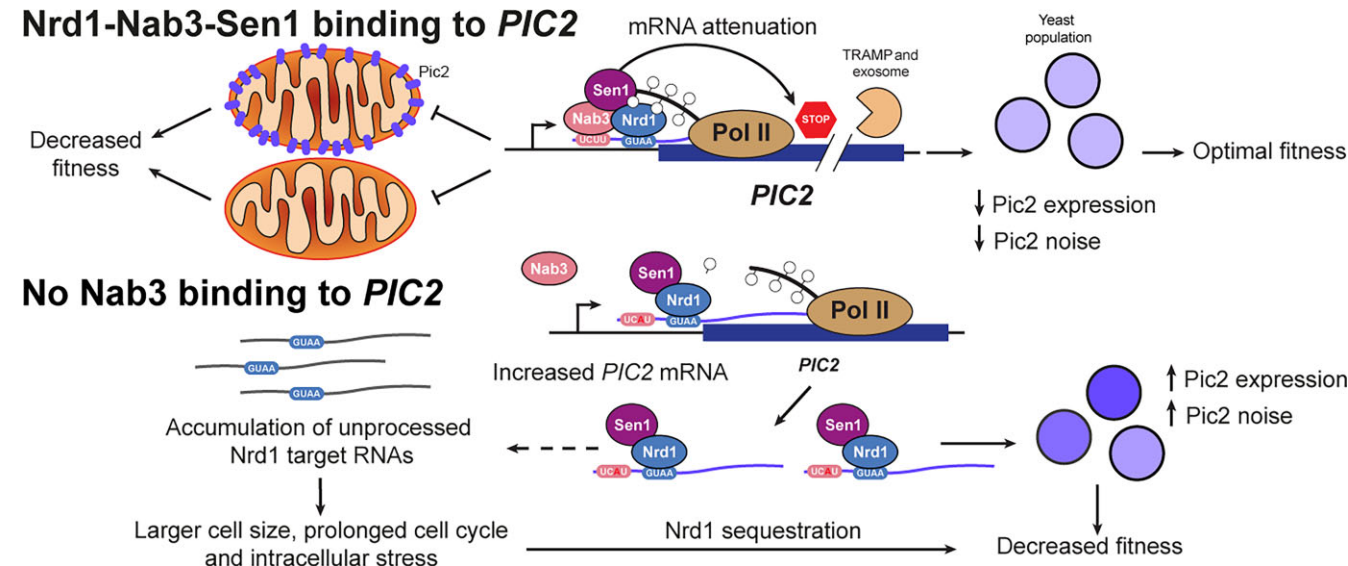 Nrd1-Nab3-Sen1 binding to PIC2
Pic2
Decreased
fitness
mRNA attenuation
Sen1
Nab3
Nrd1
UCUU
GUAA
Pol II
STOP
TRAMP and
exosome
PIC2
Yeast
population
Optimal fitness
Pic2 expression
Pic2 noise
No Nab3 binding to PIC2
Nab3
Sen1
Nrd1
UCAU
GUAA
Pol II
PIC2
GUAA
GUAA
GUAA
Accumulation of unprocessed
Nrd1 target RNAs
Increased PIC2 mRNA
Sen1
Nrd1
UCAU
GUAA
Sen1
Nrd1
UCAU
GUAA
Pic2 expression
Pic2 noise
Larger cell size, prolonged cell cycle
and intracellular stress
Nrd1 sequestration
Decreased fitness